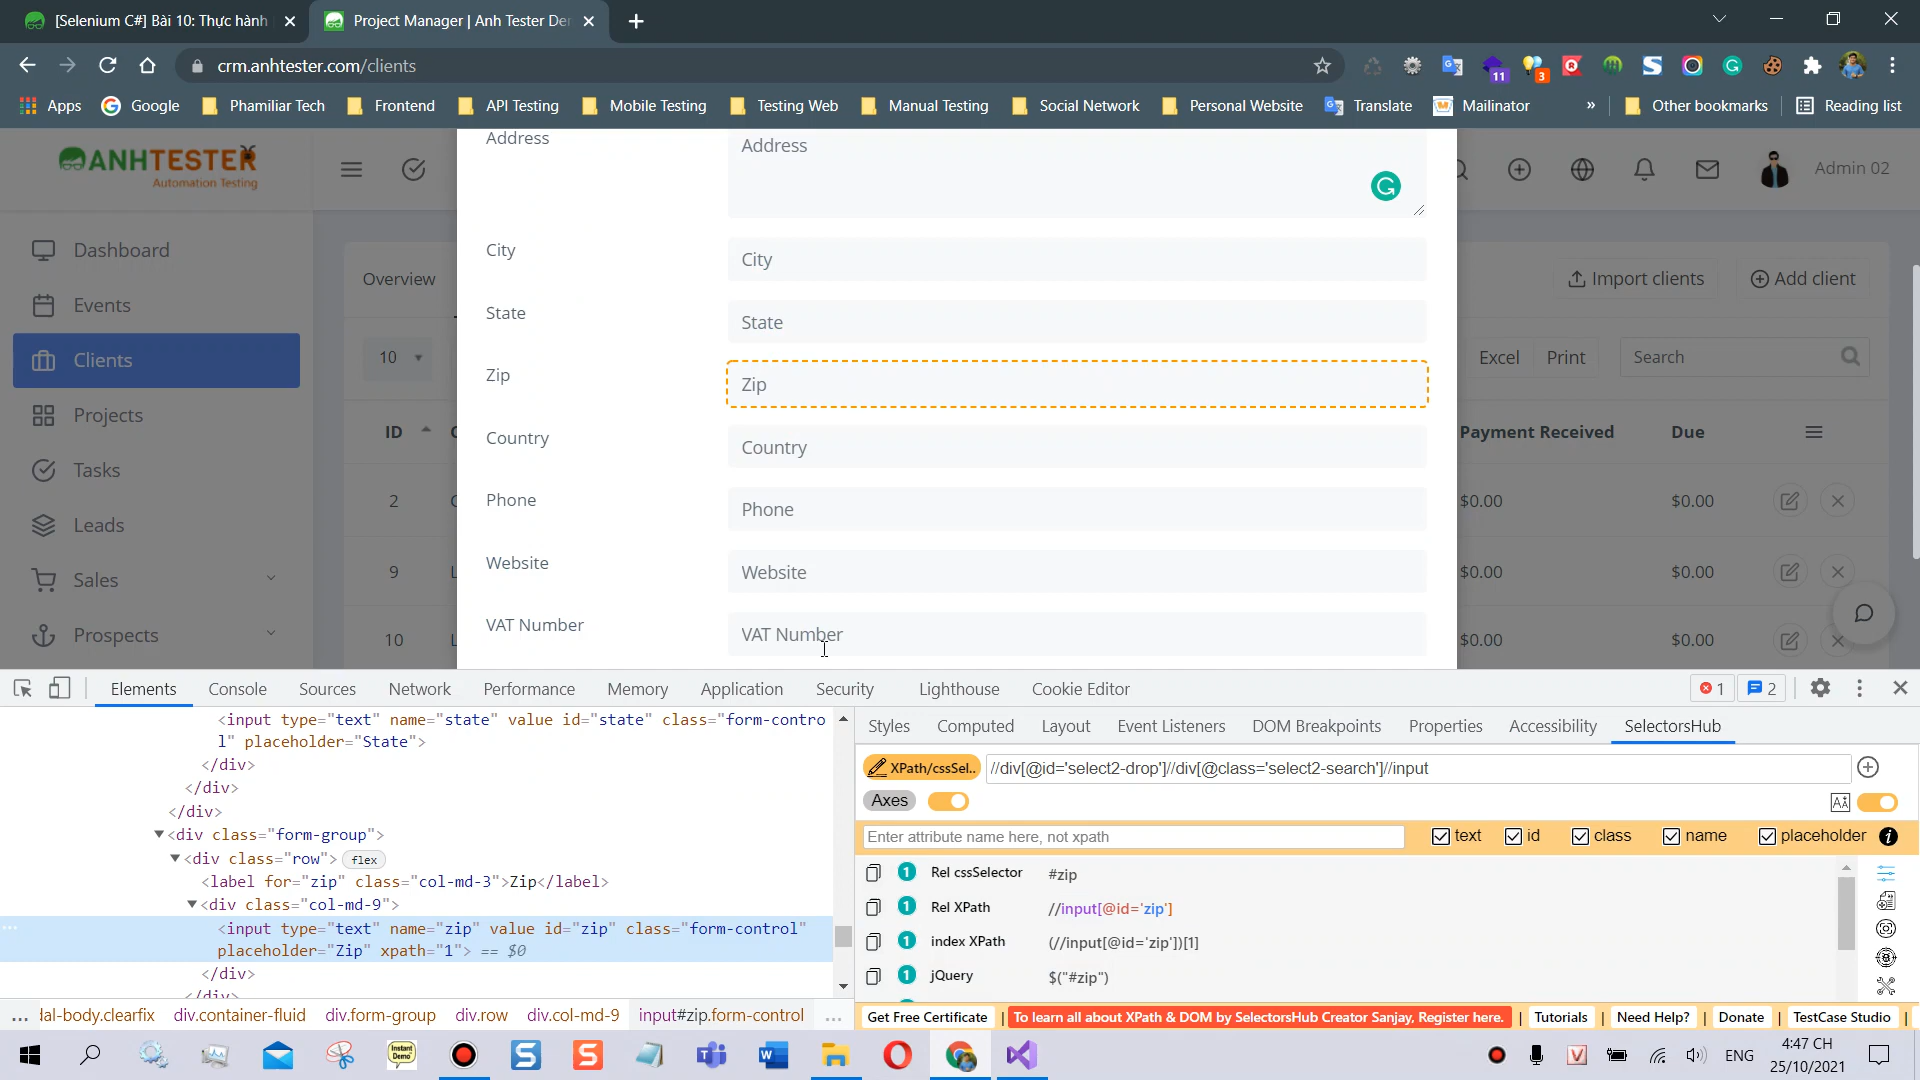 [Selenium C#] Bài 10: Thực hành
Project Manager | Anh Tester De
crm.anhtester.com/clients
11
3
Apps
Google
Phamiliar Tech
Frontend
API Testing
Mobile Testing
Testing Web
Manual Testing
Social Network
Personal Website
Translate
Mailinator
»
Other bookmarks
Reading list
ANHTESTER
Automation Testing
Admin 02
Dashboard
Events
Clients
Projects
Tasks
Leads
Sales
Prospects
Overview
Import clients
Add client
10
Excel
Print
Search
ID
Payment Received
Due
2
$0.00
$0.00
9
$0.00
$0.00
10
$0.00
$0.00
Address
Address
City
City
State
State
Zip
Zip
Country
Country
Phone
Phone
Website
Website
VAT Number
VAT Number
Elements
Console
Sources
Network
Performance
Memory
Application
Security
Lighthouse
Cookie Editor
1
2
<input type="text" name="state" value id="state" class="form-contro
l" placeholder="State">
</div>
</div>
</div>
<div class="form-group">
<div class="row"> flex
<label for="zip" class="col-md-3">Zip</label>
<div class="col-md-9">
<input type="text" name="zip" value id="zip" class="form-control"
placeholder="Zip" xpath="1"> == $0
</div>
</div>
... dal-body.clearfix div.container-fluid div.form-group div.row div.col-md-9 input#zip.form-control ...
Styles
Computed
Layout
Event Listeners
DOM Breakpoints
Properties
Accessibility
SelectorsHub
XPath/cssSel..
//div[@id='select2-drop']//div[@class='select2-search']//input
Axes
Enter attribute name here, not xpath
text
id
class
name
placeholder
1 Rel cssSelector #zip
1 Rel XPath //input[@id='zip']
1 index XPath (//input[@id='zip'])[1]
1 jQuery $("#zip")
Get Free Certificate | To learn all about XPath & DOM by SelectorsHub Creator Sanjay, Register here. | Tutorials | Need Help? | Donate | TestCase Studio |
Instant
Demo
ENG
4:47 CH
25/10/2021